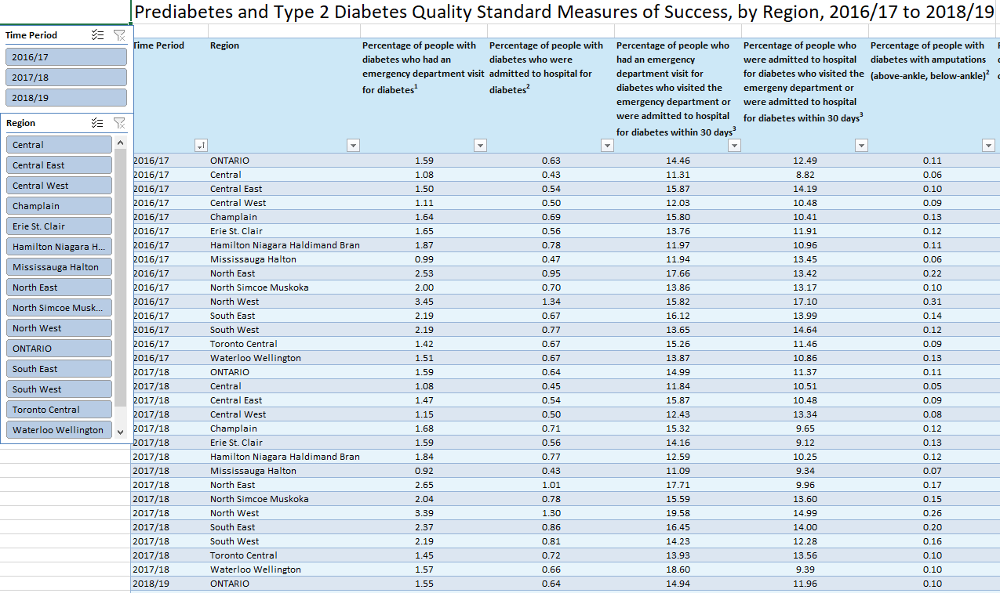 Prediabetes and Type 2 Diabetes Quality Standard Measures of Success, by Region, 2016/17 to 2018/19
Time Period
2016/17
2017/18
2018/19
Region
Central
Central East
Central West
Champlain
Erie St. Clair
Hamilton Niagara H...
Mississauga Halton
North East
North Simcoe Musk...
North West
ONTARIO
South East
South West
Toronto Central
Waterloo Wellington
Time Period
Region
Percentage of people with
diabetes who had an
emergency department visit
for diabetes1
Percentage of people with
diabetes who were
admitted to hospital for
diabetes2
Percentage of people who
had an emergency
department visit for
diabetes who visited the
emergency department or
were admitted to hospital
for diabetes within 30 days3
Percentage of people who
were admitted to hospital
for diabetes who visited the
emergeny department or
were admitted to hospital
for diabetes within 30 days3
Percentage of people with
diabetes with amputations
(above-ankle, below-ankle)2
2016/17 ONTARIO 1.59 0.63 14.46 12.49 0.11
2016/17 Central 1.08 0.43 11.31 8.82 0.06
2016/17 Central East 1.50 0.54 15.87 14.19 0.10
2016/17 Central West 1.11 0.50 12.03 10.48 0.09
2016/17 Champlain 1.64 0.69 15.80 10.41 0.13
2016/17 Erie St. Clair 1.65 0.56 13.76 11.91 0.12
2016/17 Hamilton Niagara Haldimand Bran 1.87 0.78 11.97 10.96 0.11
2016/17 Mississauga Halton 0.99 0.47 11.94 13.45 0.06
2016/17 North East 2.53 0.95 17.66 13.42 0.22
2016/17 North Simcoe Muskoka 2.00 0.70 13.86 13.17 0.10
2016/17 North West 3.45 1.34 15.82 17.10 0.31
2016/17 South East 2.19 0.67 16.12 13.99 0.14
2016/17 South West 2.19 0.77 13.65 14.64 0.12
2016/17 Toronto Central 1.42 0.67 15.26 11.46 0.09
2016/17 Waterloo Wellington 1.51 0.67 13.87 10.86 0.13
2017/18 ONTARIO 1.59 0.64 14.99 11.37 0.11
2017/18 Central 1.08 0.45 11.84 10.51 0.05
2017/18 Central East 1.47 0.54 15.87 10.48 0.09
2017/18 Central West 1.15 0.50 12.43 13.34 0.08
2017/18 Champlain 1.68 0.71 15.32 9.65 0.12
2017/18 Erie St. Clair 1.59 0.56 14.16 9.12 0.13
2017/18 Hamilton Niagara Haldimand Bran 1.84 0.77 12.59 10.25 0.12
2017/18 Mississauga Halton 0.92 0.43 11.09 9.34 0.07
2017/18 North East 2.65 1.01 17.71 9.96 0.17
2017/18 North Simcoe Muskoka 2.04 0.78 15.59 13.60 0.15
2017/18 North West 3.39 1.30 19.58 14.99 0.26
2017/18 South East 2.37 0.86 16.45 14.00 0.20
2017/18 South West 2.19 0.81 14.23 12.28 0.16
2017/18 Toronto Central 1.45 0.72 13.93 13.56 0.10
2017/18 Waterloo Wellington 1.57 0.66 18.60 9.39 0.10
2018/19 ONTARIO 1.55 0.64 14.94 11.96 0.10